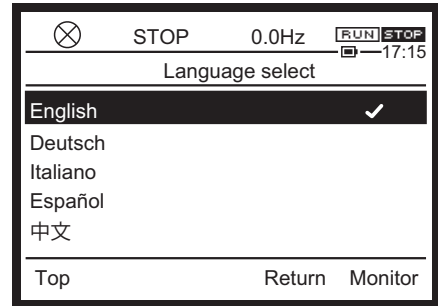 STOP 0.0Hz RUN STOP
17:15
Language select
English
Deutsch
Italiano
Español
中文
Top Return Monitor